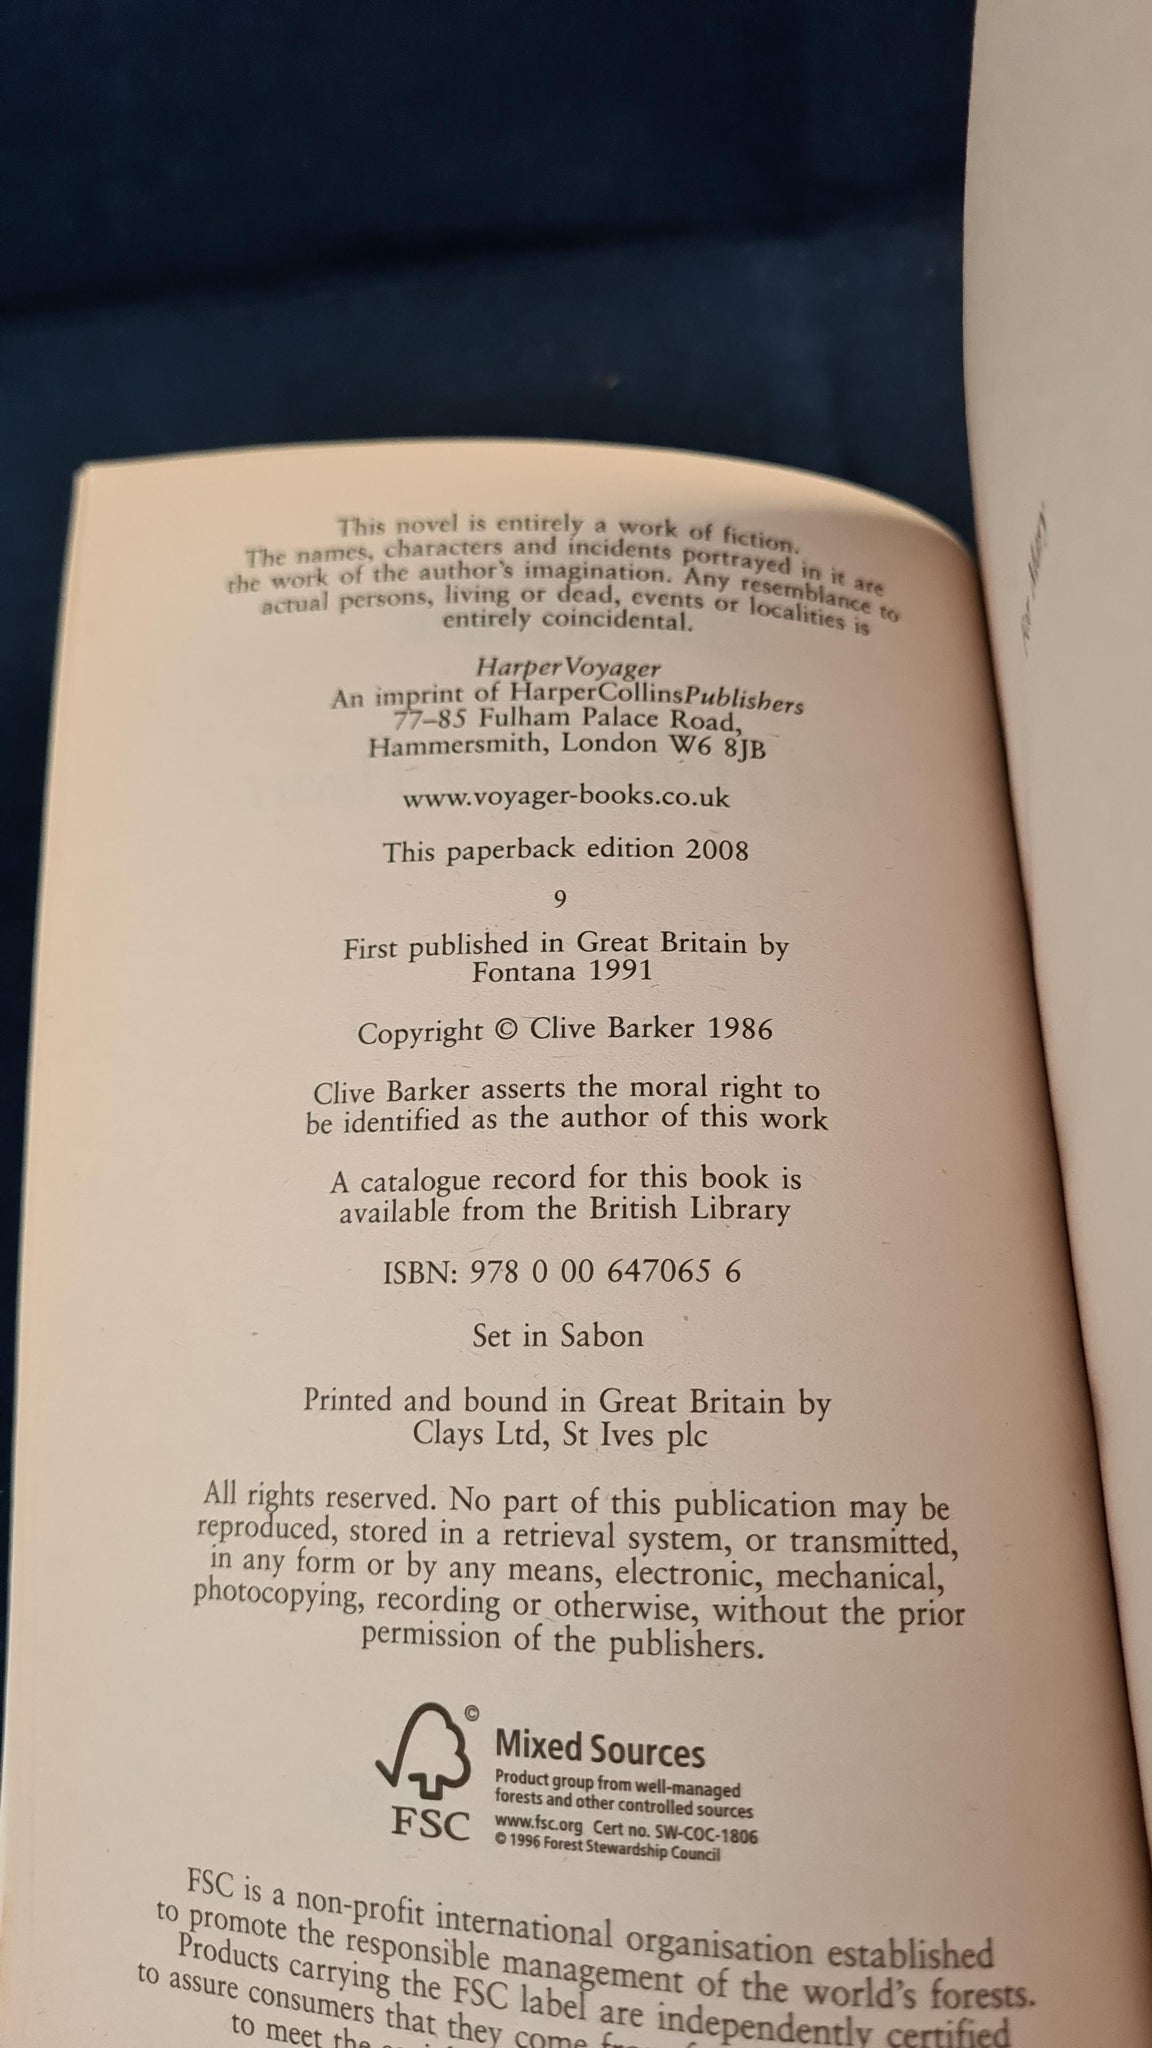 This novel is entirely a work of fiction.
The names, characters and incidents portrayed in it are
the work of the author's imagination. Any resemblance to
actual persons, living or dead, events or localities is
entirely coincidental.
HarperVoyager
An imprint of HarperCollinsPublishers
77–85 Fulham Palace Road,
Hammersmith, London W6 8JB
www.voyager-books.co.uk
This paperback edition 2008
9
First published in Great Britain by
Fontana 1991
Copyright © Clive Barker 1986
Clive Barker asserts the moral right to
be identified as the author of this work
A catalogue record for this book is
available from the British Library
ISBN: 978 0 00 647065 6
Set in Sabon
Printed and bound in Great Britain by
Clays Ltd, St Ives plc
All rights reserved. No part of this publication may be
reproduced, stored in a retrieval system, or transmitted,
in any form or by any means, electronic, mechanical,
photocopying, recording or otherwise, without the prior
permission of the publishers.
©
FSC
Mixed Sources
Product group from well-managed
forests and other controlled sources
www.fsc.org Cert no. SW-COC-1806
© 1996 Forest Stewardship Council
FSC is a non-profit international organisation established
to promote the responsible management of the world's forests.
Products carrying the FSC label are independently certified
to assure consumers that they come
to meet the